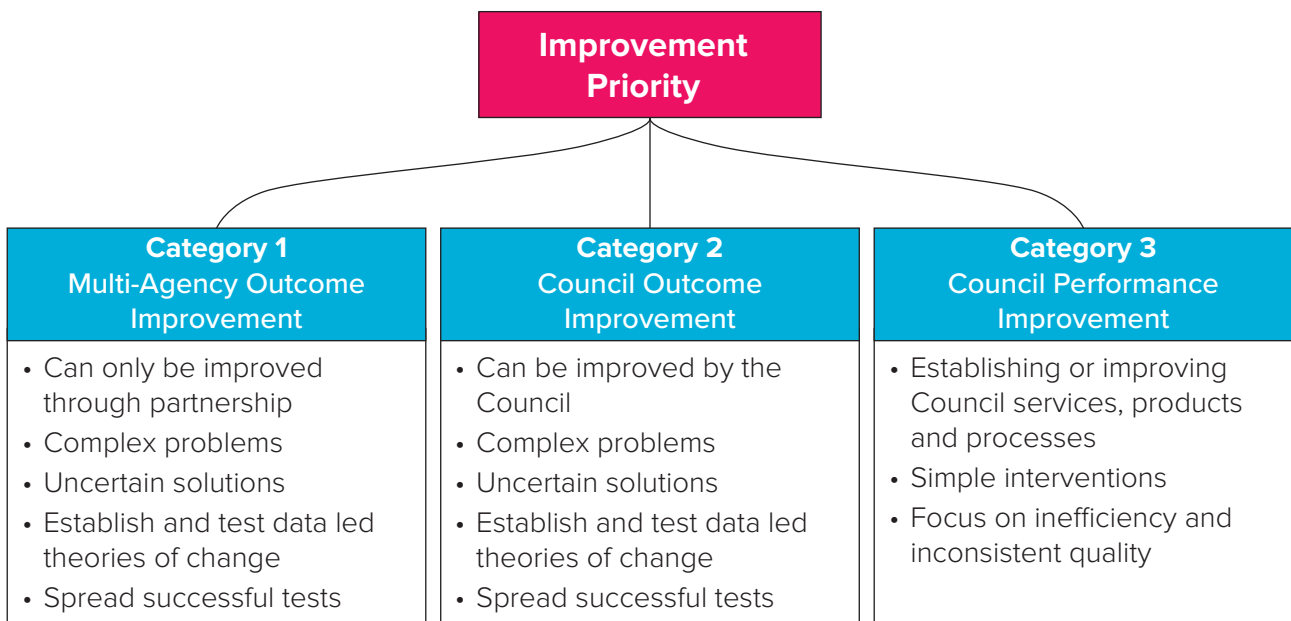 Improvement
Priority
Category 1
Multi-Agency Outcome
Improvement
• Can only be improved
through partnership
• Complex problems
• Uncertain solutions
• Establish and test data led
theories of change
• Spread successful tests
Category 2
Council Outcome
Improvement
• Can be improved by the
Council
• Complex problems
• Uncertain solutions
• Establish and test data led
theories of change
• Spread successful tests
Category 3
Council Performance
Improvement
• Establishing or improving
Council services, products
and processes
• Simple interventions
• Focus on inefficiency and
inconsistent quality